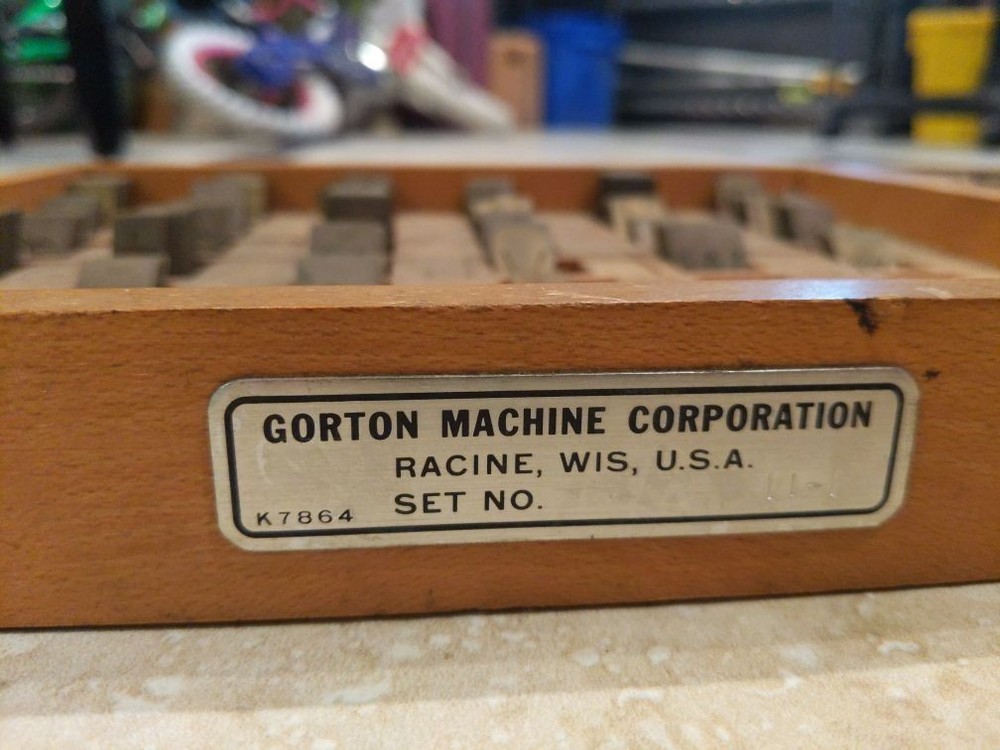 GORTON MACHINE CORPORATION
RACINE, WIS, U.S.A.
SET NO.
K7864